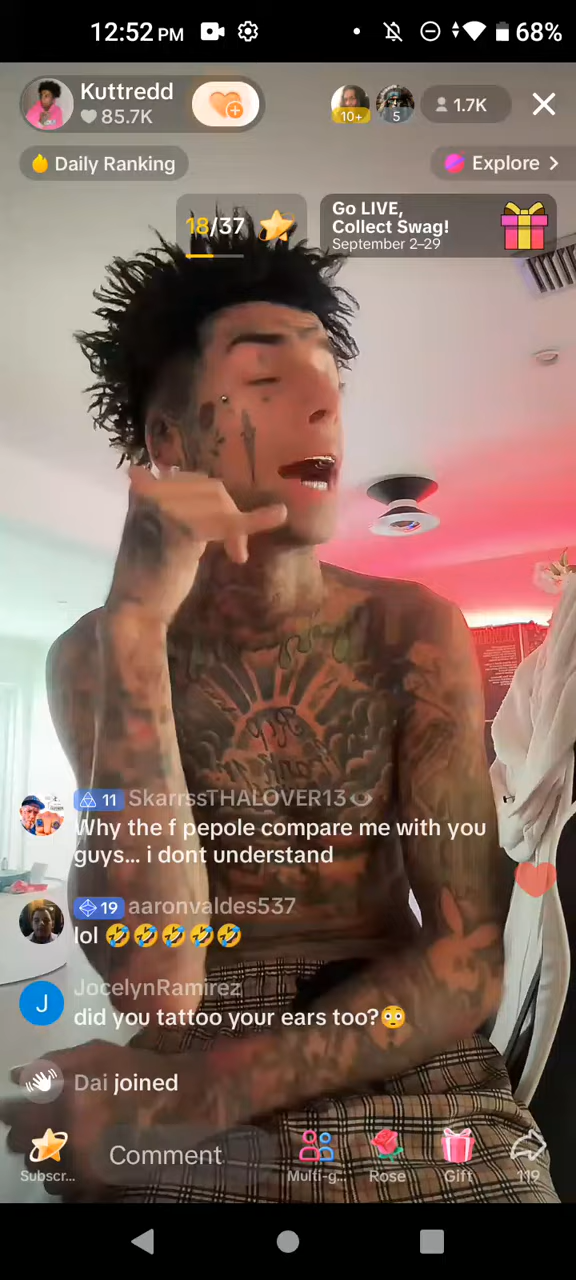 12:52 PM
68%
Kuttredd
85.7K
10+
5
1.7K
Daily Ranking
Explore >
18/37
Go LIVE,
Collect Swag!
September 2–29
11 SkarrssTHALOVER13
Why the f pepole compare me with you
guys... i dont understand
19 aaronvaldes537
lol 🤣🤣🤣🤣🤣
J
JocelynRamirez
did you tattoo your ears too?😳
Dai joined
Comment
Subscr...
Multi-g...
Rose
Gift
119